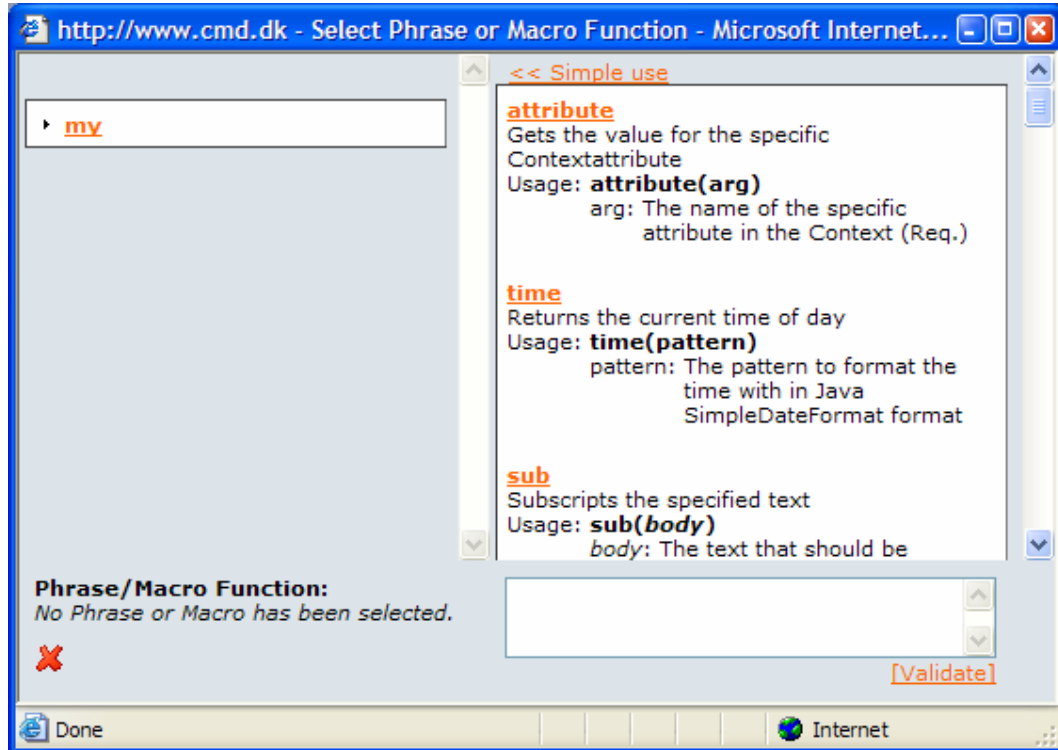 http://www.cmd.dk - Select Phrase or Macro Function - Microsoft Internet...
my
<< Simple use
attribute
Gets the value for the specific
Contextattribute
Usage: attribute(arg)
arg: The name of the specific
attribute in the Context (Req.)
time
Returns the current time of day
Usage: time(pattern)
pattern: The pattern to format the
time with in Java
SimpleDateFormat format
sub
Subscripts the specified text
Usage: sub(body)
body: The text that should be
Phrase/Macro Function:
No Phrase or Macro has been selected.
[Validate]
Done
Internet